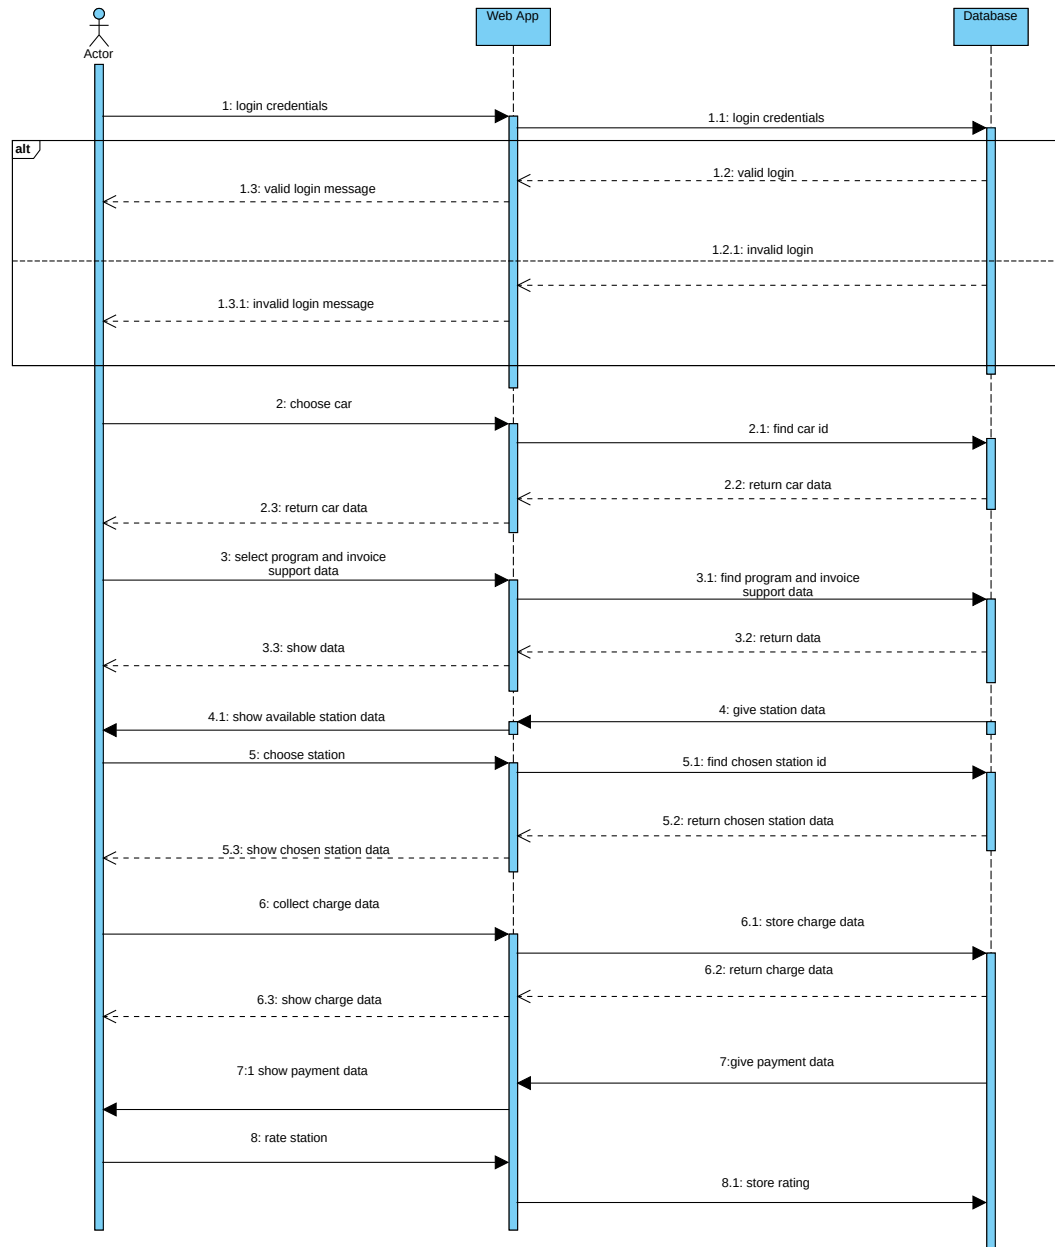 Web App
Database
Actor
1: login credentials
1.1: login credentials
alt
1.2: valid login
1.3: valid login message
1.2.1: invalid login
1.3.1: invalid login message
2: choose car
2.1: find car id
2.2: return car data
2.3: return car data
3: select program and invoice
support data
3.1: find program and invoice
support data
3.2: return data
3.3: show data
4: give station data
4.1: show available station data
5: choose station
5.1: find chosen station id
5.2: return chosen station data
5.3: show chosen station data
6: collect charge data
6.1: store charge data
6.2: return charge data
6.3: show charge data
7:give payment data
7:1 show payment data
8: rate station
8.1: store rating